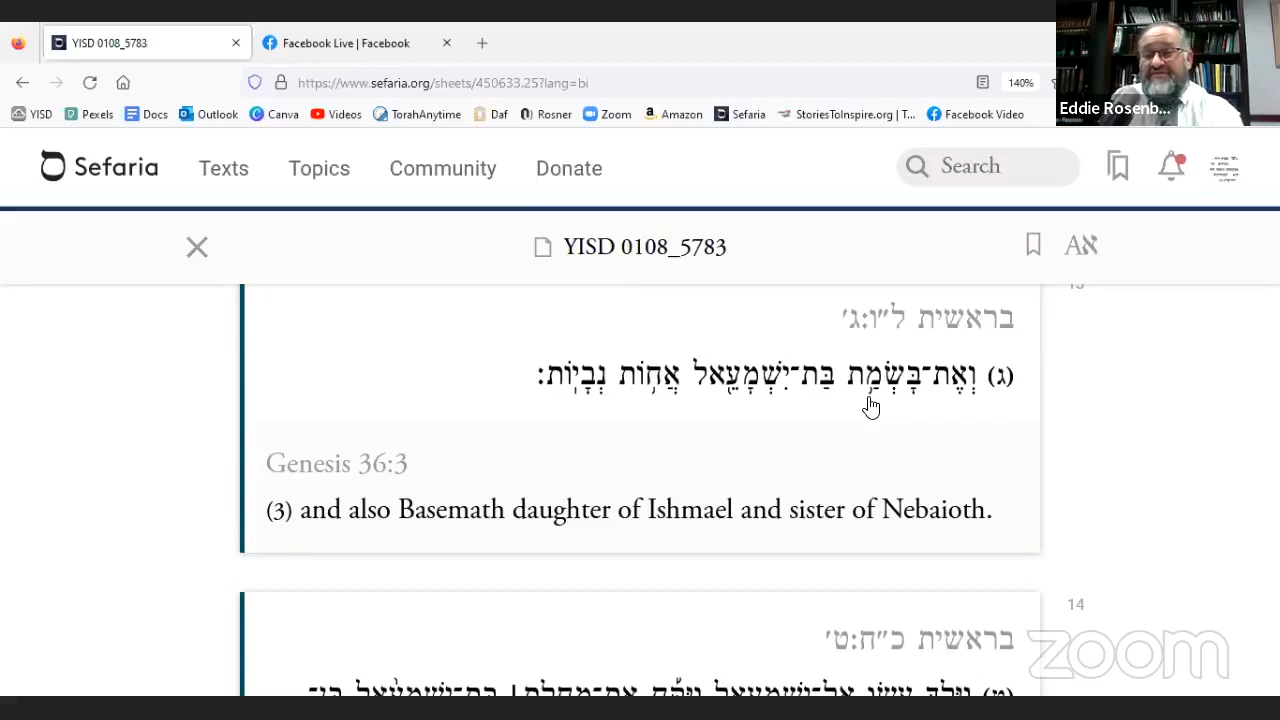 YISD 0108_5783
Facebook Live | Facebook
https://www.sefaria.org/sheets/450633.25?lang=bi
140%
YISD Pexels Docs Outlook Canva Videos TorahAnytime Daf Rosner Zoom Amazon Sefaria StoriesToInspire.org | T... Facebook Video
Eddie Rosenb...
Sefaria Texts Topics Community Donate Search
YISD 0108_5783
בראשית ל״ו:ג׳
(ג) וְאֶת־בָּשְׂמַ֥ת בַּת־יִשְׁמָעֵ֖אל אֲח֥וֹת נְבָיֽוֹת׃
Genesis 36:3
(3) and also Basemath daughter of Ishmael and sister of Nebaioth.
14
בראשית כ״ח:ט׳
zoom